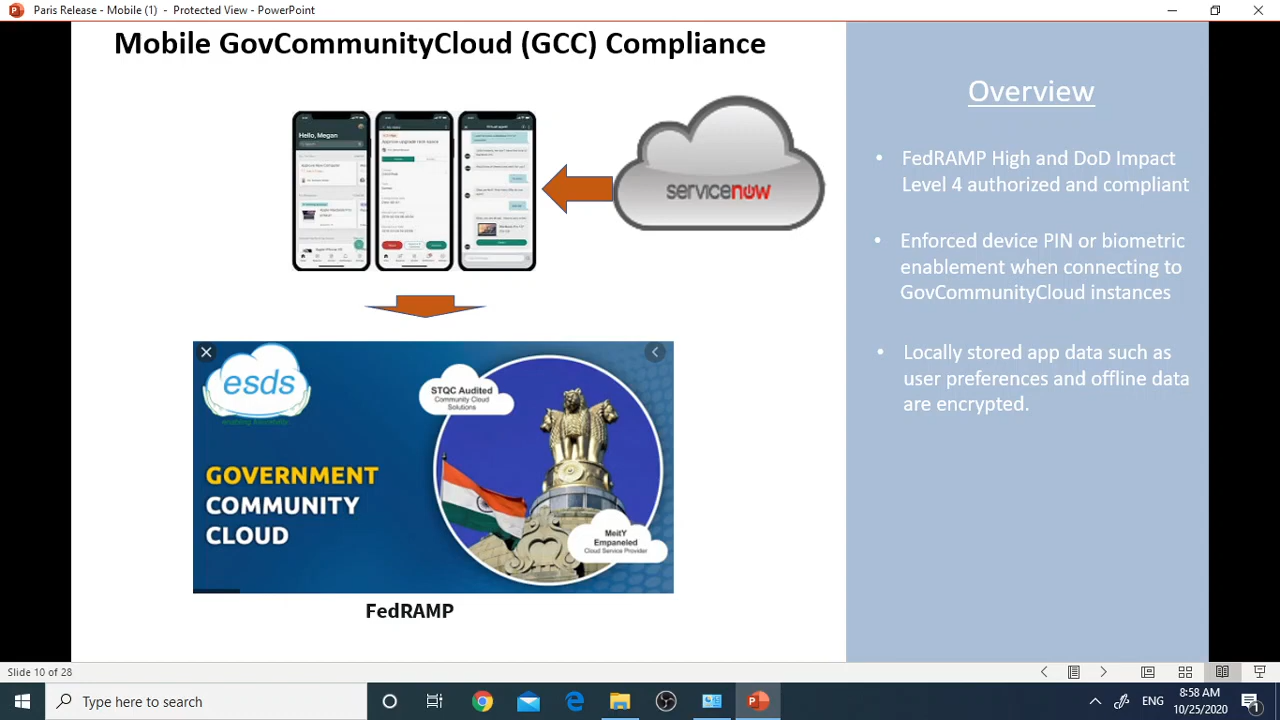 Paris Release - Mobile (1) - Protected View - PowerPoint
Mobile GovCommunityCloud (GCC) Compliance
Hello, Megan
servicenow
esds
STQC Audited
Community Cloud
Solutions
GOVERNMENT
COMMUNITY
CLOUD
MeitY
Empaneled
Cloud Service Provider
FedRAMP
Overview
• FedRAMP High and DoD Impact
Level 4 authorized and compliant
• Enforced device PIN or biometric
enablement when connecting to
GovCommunityCloud instances
• Locally stored app data such as
user preferences and offline data
are encrypted.
Slide 10 of 28
Type here to search
ENG
8:58 AM
10/25/2020
1